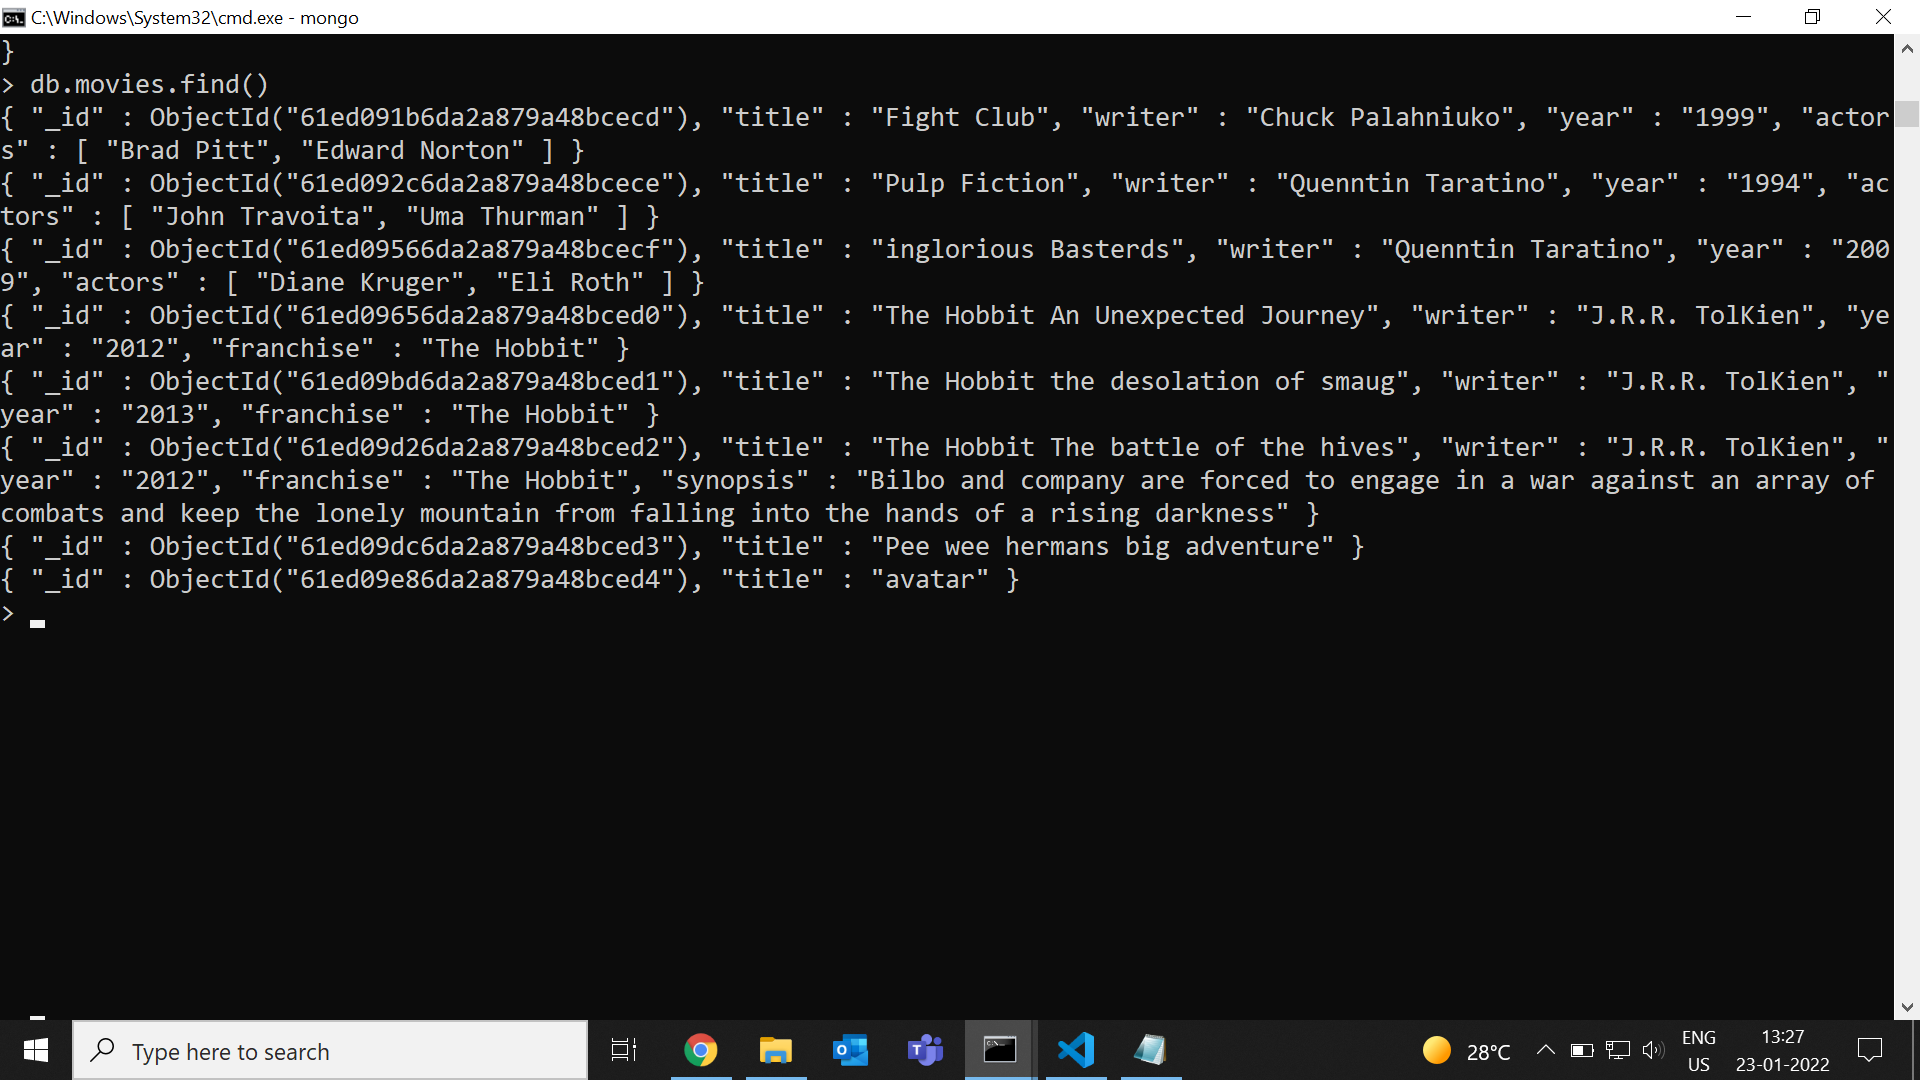 C:\Windows\System32\cmd.exe - mongo
}
> db.movies.find()
{ "_id" : ObjectId("61ed091b6da2a879a48bcecd"), "title" : "Fight Club", "writer" : "Chuck Palahniuko", "year" : "1999", "actor
s" : [ "Brad Pitt", "Edward Norton" ] }
{ "_id" : ObjectId("61ed092c6da2a879a48bcece"), "title" : "Pulp Fiction", "writer" : "Quenntin Taratino", "year" : "1994", "ac
tors" : [ "John Travoita", "Uma Thurman" ] }
{ "_id" : ObjectId("61ed09566da2a879a48bcecf"), "title" : "inglorious Basterds", "writer" : "Quenntin Taratino", "year" : "200
9", "actors" : [ "Diane Kruger", "Eli Roth" ] }
{ "_id" : ObjectId("61ed09656da2a879a48bced0"), "title" : "The Hobbit An Unexpected Journey", "writer" : "J.R.R. TolKien", "ye
ar" : "2012", "franchise" : "The Hobbit" }
{ "_id" : ObjectId("61ed09bd6da2a879a48bced1"), "title" : "The Hobbit the desolation of smaug", "writer" : "J.R.R. TolKien", "
year" : "2013", "franchise" : "The Hobbit" }
{ "_id" : ObjectId("61ed09d26da2a879a48bced2"), "title" : "The Hobbit The battle of the hives", "writer" : "J.R.R. TolKien", "
year" : "2012", "franchise" : "The Hobbit", "synopsis" : "Bilbo and company are forced to engage in a war against an array of
combats and keep the lonely mountain from falling into the hands of a rising darkness" }
{ "_id" : ObjectId("61ed09dc6da2a879a48bced3"), "title" : "Pee wee hermans big adventure" }
{ "_id" : ObjectId("61ed09e86da2a879a48bced4"), "title" : "avatar" }
>
Type here to search
28°C
ENG
US
13:27
23-01-2022